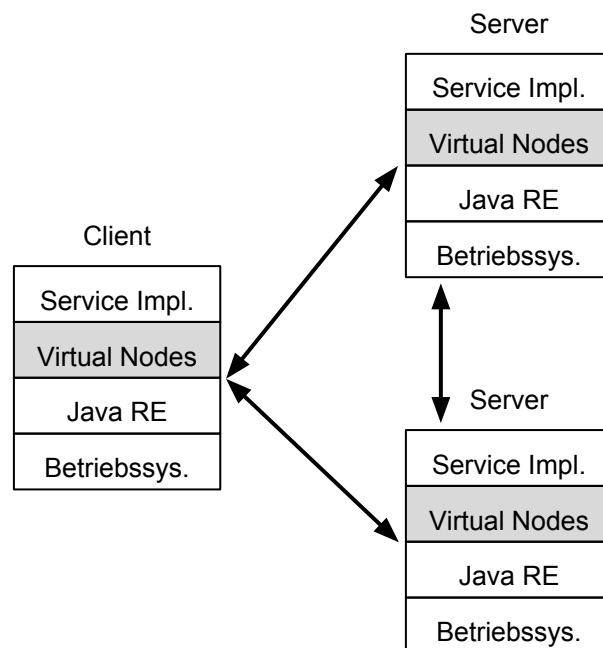 Server
Service Impl.
Virtual Nodes
Java RE
Betriebssys.
Client
Service Impl.
Virtual Nodes
Java RE
Betriebssys.
Server
Service Impl.
Virtual Nodes
Java RE
Betriebssys.